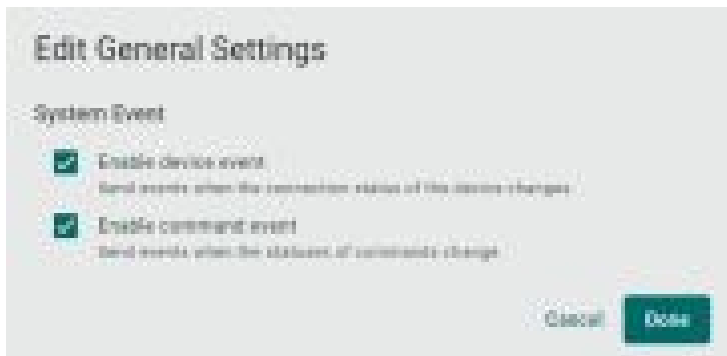 Edit General Settings
System Event
Enable device event
Send events when the connection status of the device changes
Enable command event
Send events when the statuses of commands change
Cancel
Done